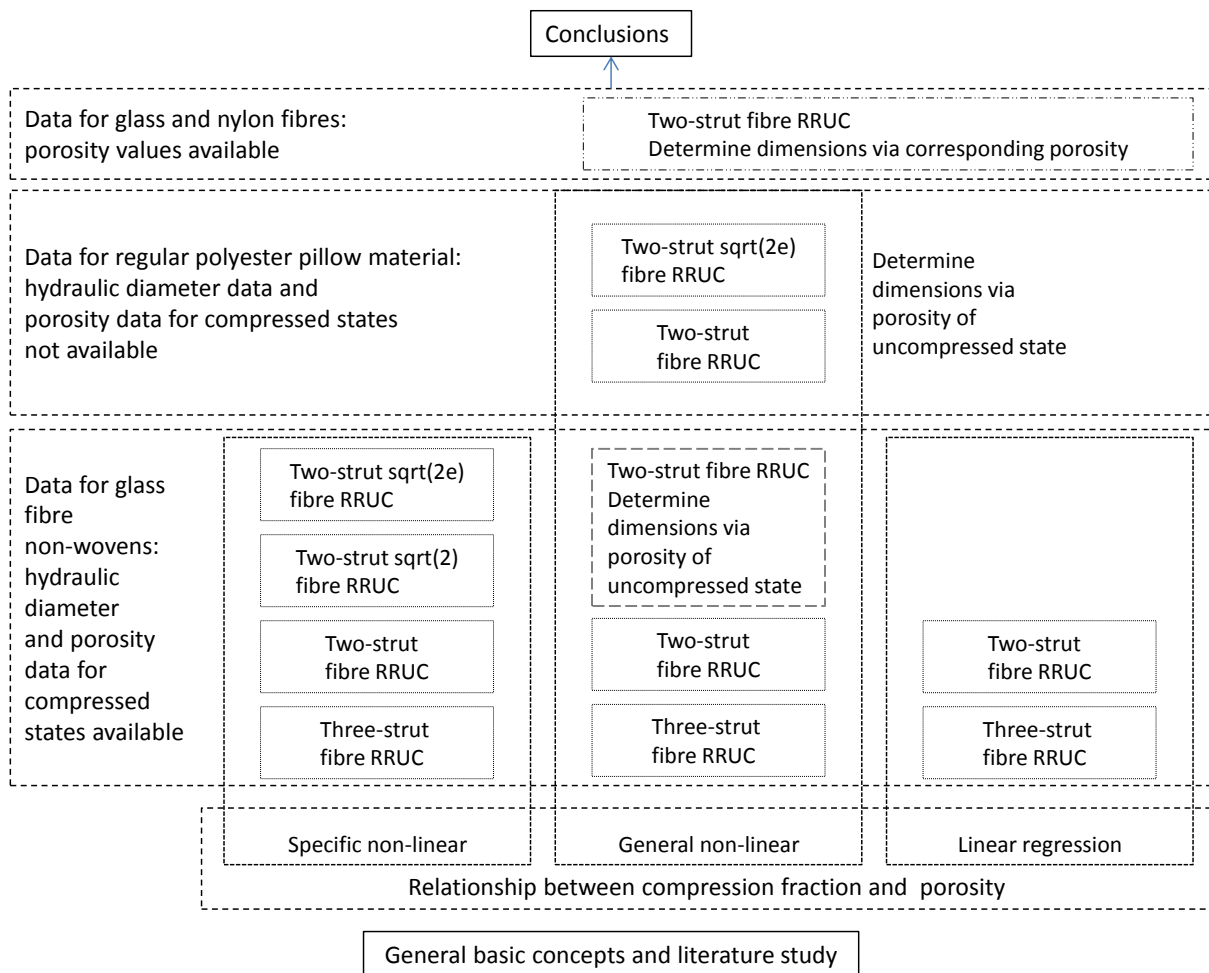 Conclusions
Data for glass and nylon fibres:
porosity values available
Two-strut fibre RRUC
Determine dimensions via corresponding porosity
Data for regular polyester pillow material:
hydraulic diameter data and
porosity data for compressed states
not available
Two-strut sqrt(2e)
fibre RRUC
Two-strut
fibre RRUC
Determine
dimensions via
porosity of
uncompressed state
Data for glass
fibre
non-wovens:
hydraulic
diameter
and porosity
data for
compressed
states available
Two-strut sqrt(2e)
fibre RRUC
Two-strut sqrt(2)
fibre RRUC
Two-strut
fibre RRUC
Three-strut
fibre RRUC
Two-strut fibre RRUC
Determine
dimensions via
porosity of
uncompressed state
Two-strut
fibre RRUC
Three-strut
fibre RRUC
Two-strut
fibre RRUC
Three-strut
fibre RRUC
Specific non-linear
General non-linear
Linear regression
Relationship between compression fraction and porosity
General basic concepts and literature study